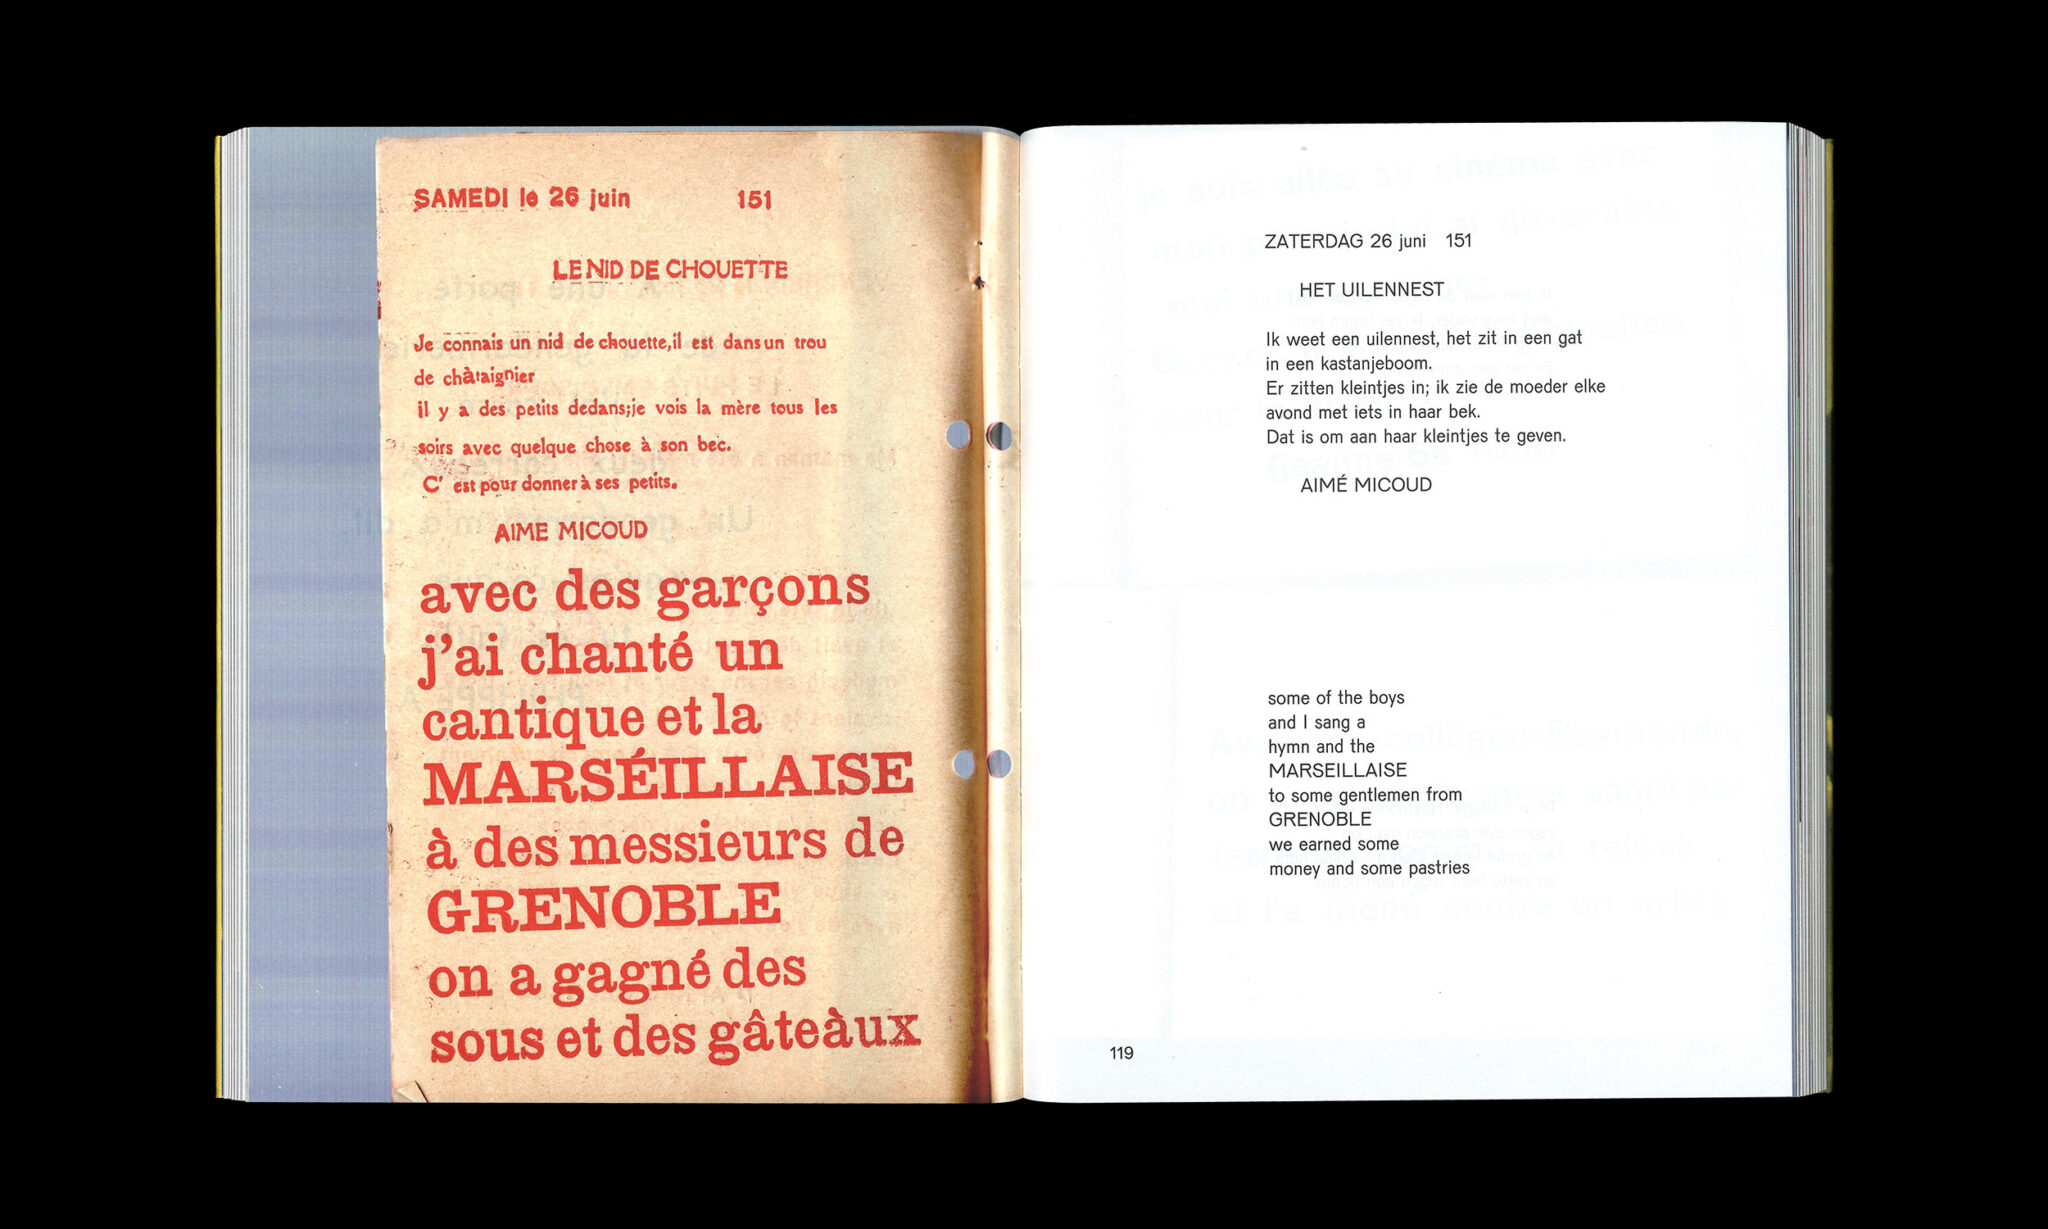 SAMEDI le 26 juin 151
LE NID DE CHOUETTE
Je connais un nid de chouette,il est dans un trou
de châtaignier
il y a des petits dedans;je vois la mère tous les
soirs avec quelque chose à son bec.
C' est pour donner à ses petits.
AIME MICOUD
avec des garçons
j'ai chanté un
cantique et la
MARSÉILLAISE
à des messieurs de
GRENOBLE
on a gagné des
sous et des gâteàux
ZATERDAG 26 juni 151
HET UILENNEST
Ik weet een uilennest, het zit in een gat
in een kastanjeboom.
Er zitten kleintjes in; ik zie de moeder elke
avond met iets in haar bek.
Dat is om aan haar kleintjes te geven.
AIMÉ MICOUD
some of the boys
and I sang a
hymn and the
MARSEILLAISE
to some gentlemen from
GRENOBLE
we earned some
money and some pastries
119